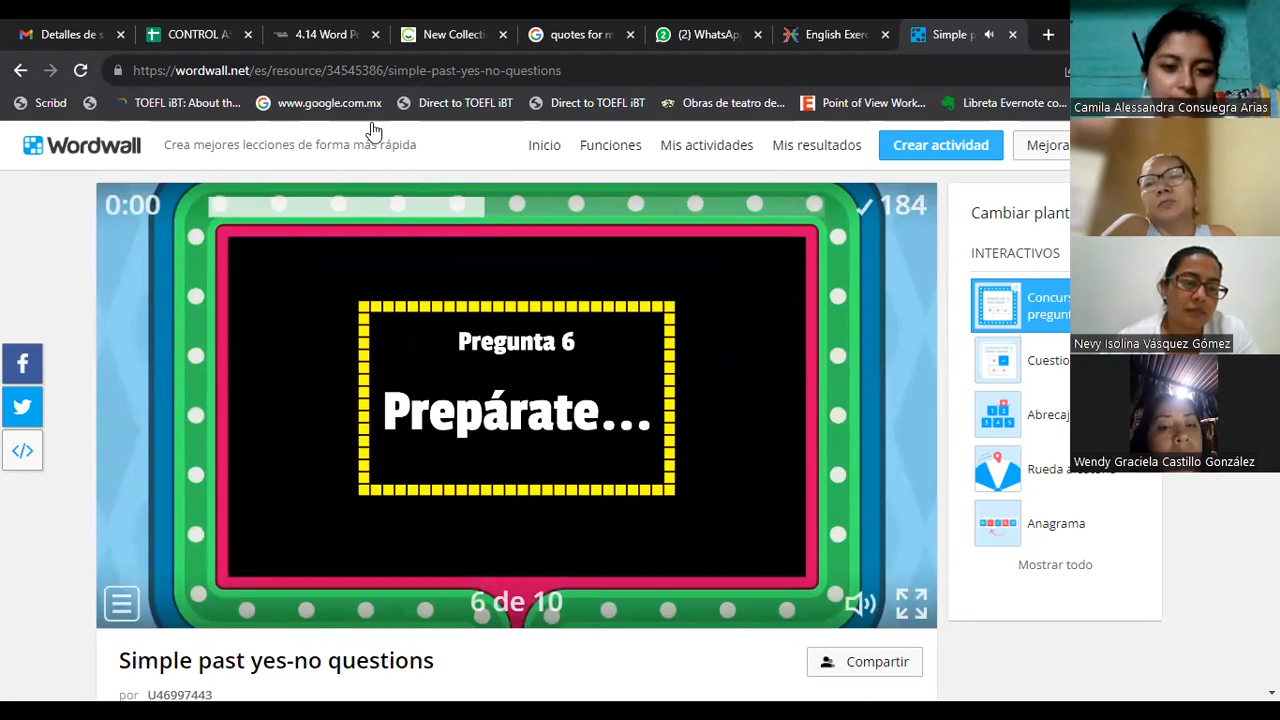 Detalles de s
CONTROL A
4.14 Word P
New Collecti
quotes for m
(2) WhatsAp
English Exerci
Simple p
https://wordwall.net/es/resource/34545386/simple-past-yes-no-questions
Scribd
TOEFL iBT: About th...
www.google.com.mx
Direct to TOEFL iBT
Direct to TOEFL iBT
Obras de teatro de...
Point of View Work...
Libreta Evernote co...
Wordwall
Crea mejores lecciones de forma más rápida
Inicio
Funciones
Mis actividades
Mis resultados
Crear actividad
Mejora
0:00
184
Pregunta 6
Prepárate...
6 de 10
Cambiar plant
INTERACTIVOS
Concurs
pregunt
Cuestio
Abrecaj
Rueda a
Anagrama
Mostrar todo
Simple past yes-no questions
Compartir
por U46997443
Camila Alessandra Consuegra Arias
Nevy Isolina Vásquez Gómez
Wendy Graciela Castillo González